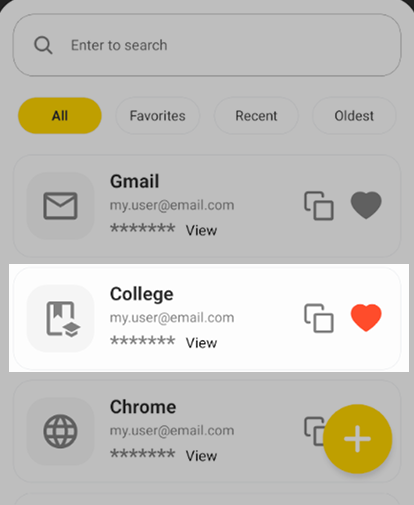 Enter to search
All
Favorites
Recent
Oldest
Gmail
my.user@email.com
******* View
College
my.user@email.com
******* View
Chrome
my.user@email.com
******* View